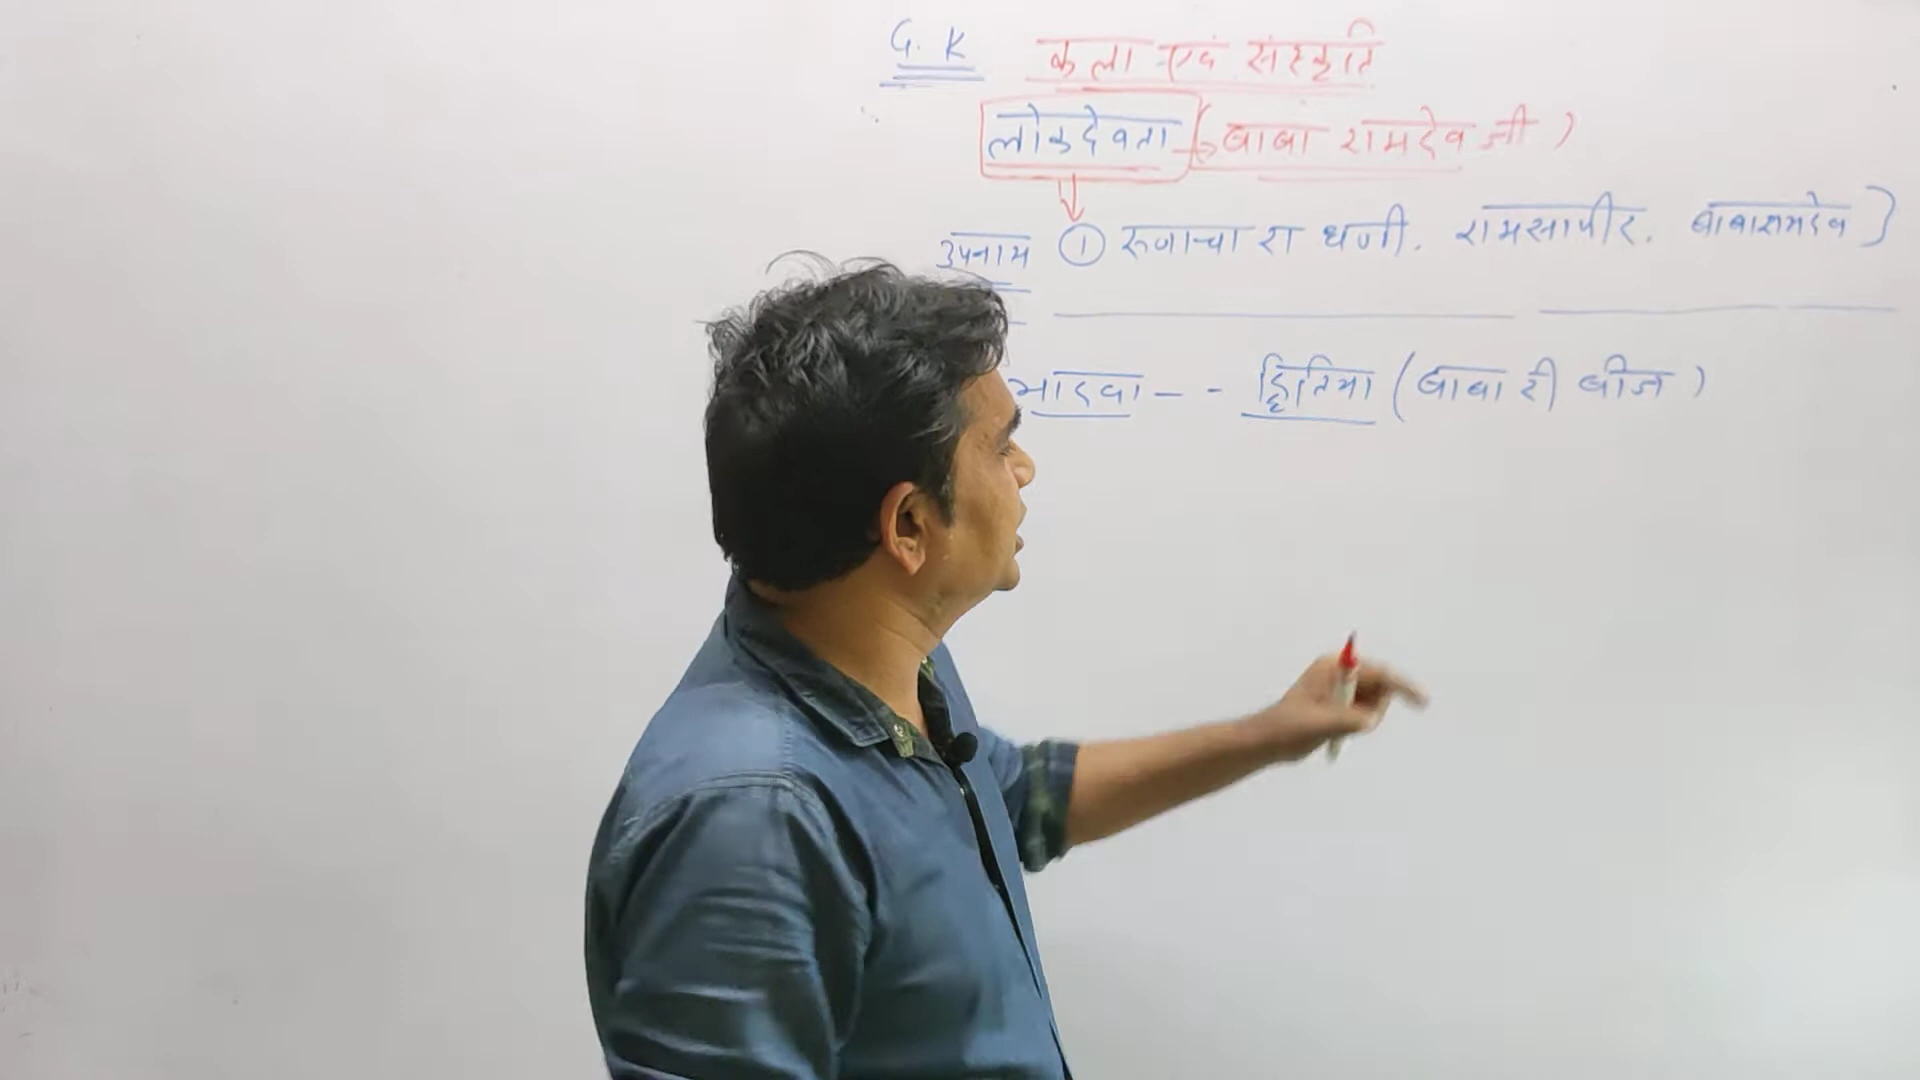 G. K कला एवं संस्कृति
लोकदेवता → (बाबा रामदेव जी)
उपनाम ① रूणाचा रा धणी. रामसापीर. बाबारामदेव }
भादवा - - द्वितिया (बाबा री बीज)